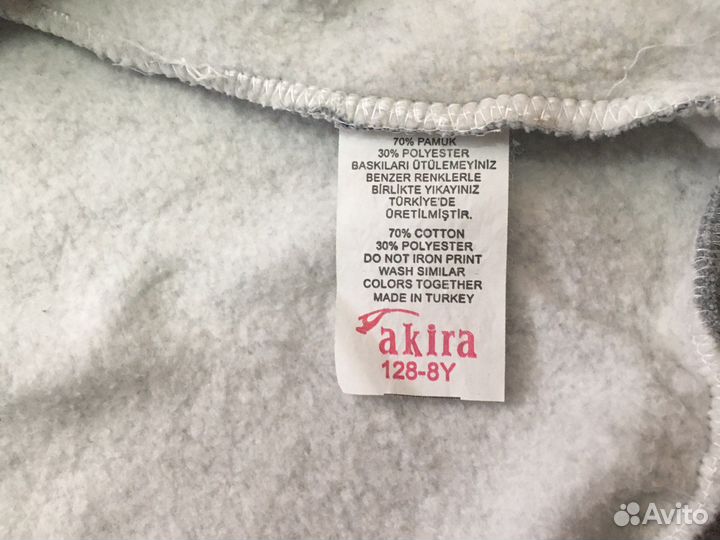 70% PAMUK
30% POLYESTER
BASKILARI ÜTÜLEMEYİNİZ
BENZER RENKLERLE
BİRLİKTE YIKAYINIZ
TÜRKİYE'DE
ÜRETİLMİŞTİR.
70% COTTON
30% POLYESTER
DO NOT IRON PRINT
WASH SIMILAR
COLORS TOGETHER
MADE IN TURKEY
akira
128-8Y
Avito